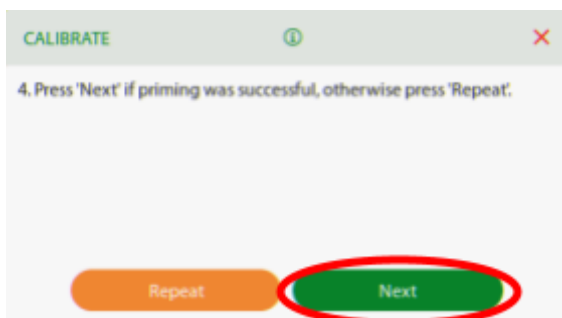 CALIBRATE
4. Press 'Next' if priming was successful, otherwise press 'Repeat'.
Repeat Next